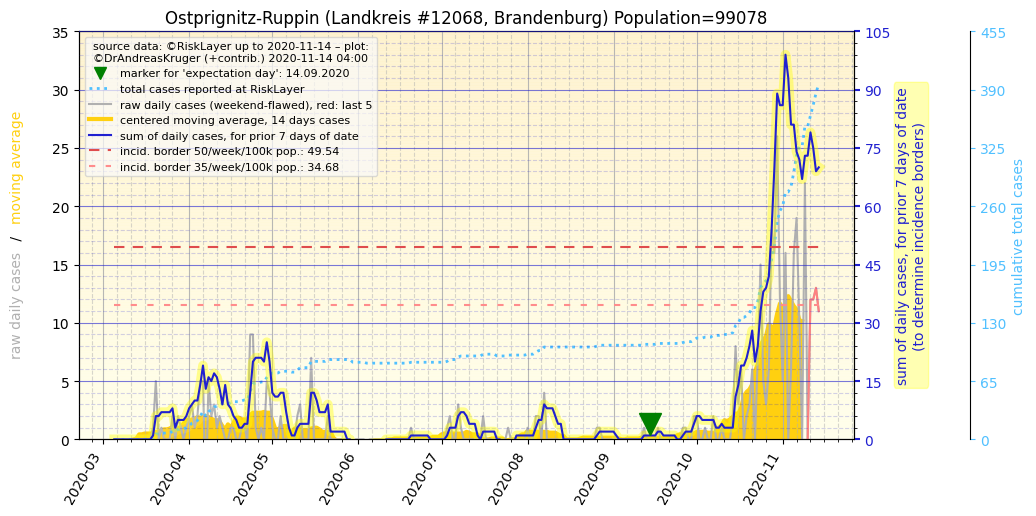 Ostprignitz-Ruppin (Landkreis #12068, Brandenburg) Population=99078
source data: ©RiskLayer up to 2020-11-14 – plot:
©DrAndreasKruger (+contrib.) 2020-11-14 04:00
marker for 'expectation day': 14.09.2020
total cases reported at RiskLayer
raw daily cases (weekend-flawed), red: last 5
centered moving average, 14 days cases
sum of daily cases, for prior 7 days of date
incid. border 50/week/100k pop.: 49.54
incid. border 35/week/100k pop.: 34.68
raw daily cases / moving average
35
30
25
20
15
10
5
0
105
90
75
60
45
30
15
0
sum of daily cases, for prior 7 days of date
(to determine incidence borders)
455
390
325
260
195
130
65
0
cumulative total cases
2020-03
2020-04
2020-05
2020-06
2020-07
2020-08
2020-09
2020-10
2020-11